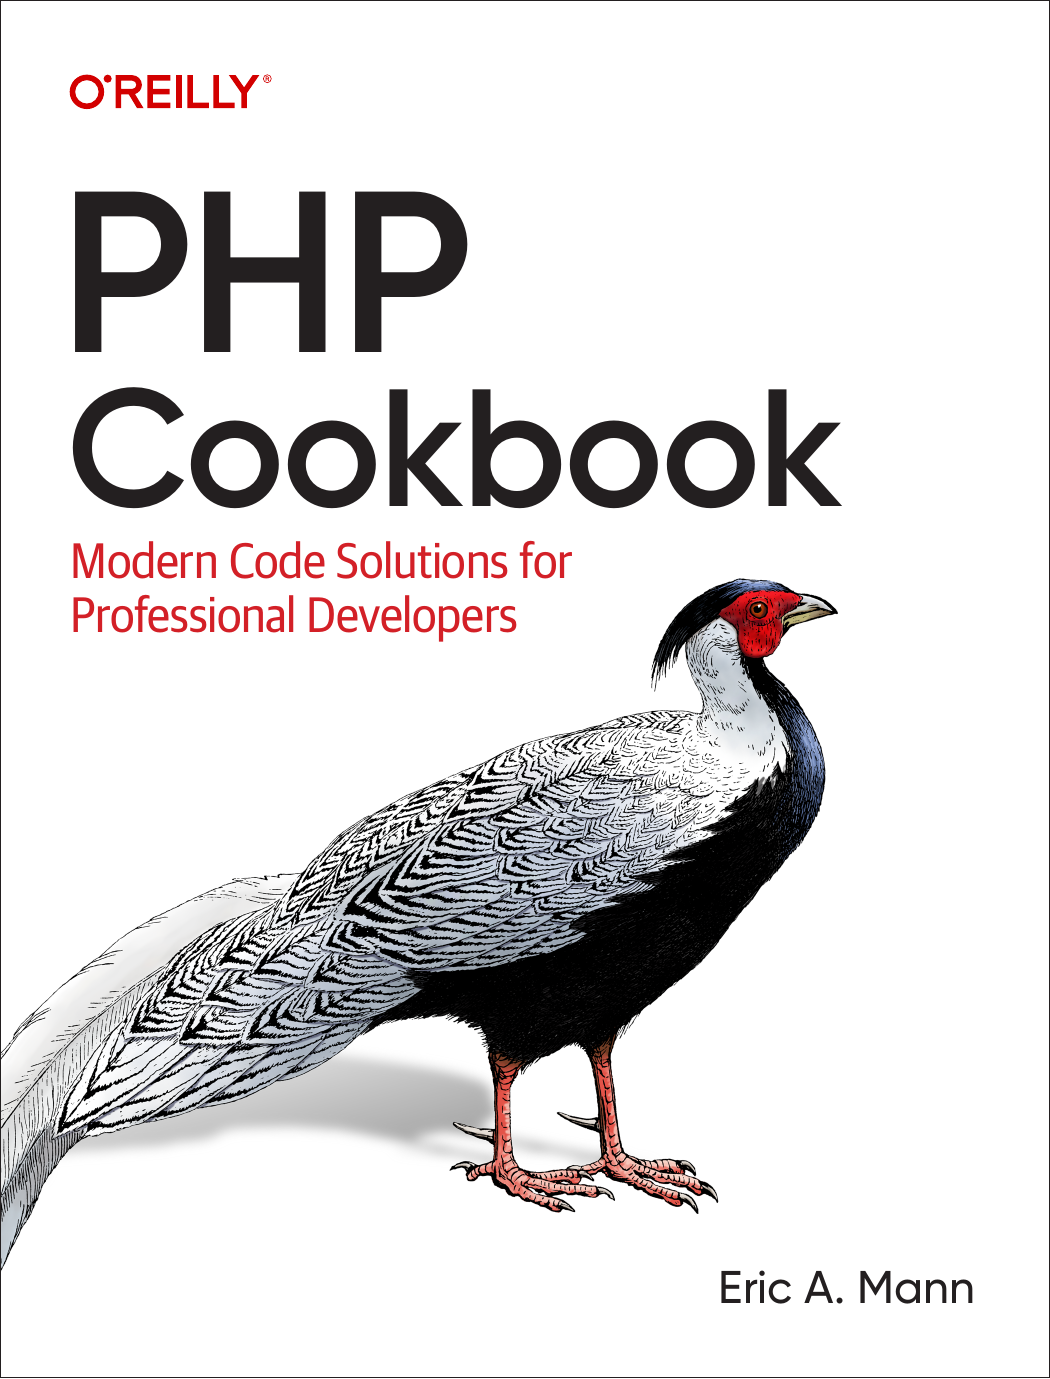 O'REILLY®
PHP
Cookbook
Modern Code Solutions for
Professional Developers
Eric A. Mann